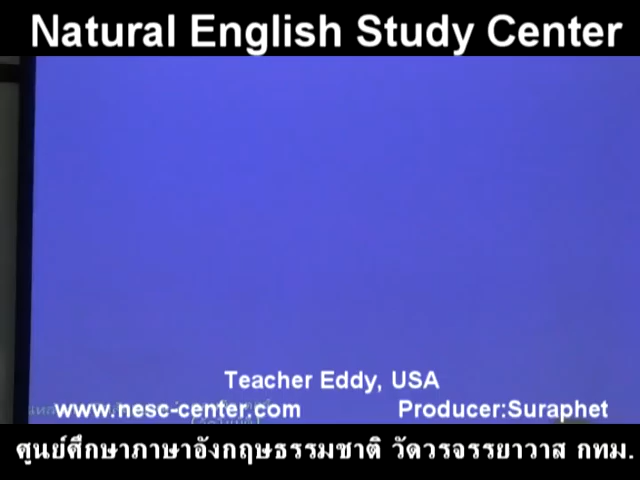 Natural English Study Center
Teacher Eddy, USA
www.nesc-center.com Producer:Suraphet
ศูนย์ศึกษาภาษาอังกฤษธรรมชาติ วัดวรจรรยาวาส กทม.